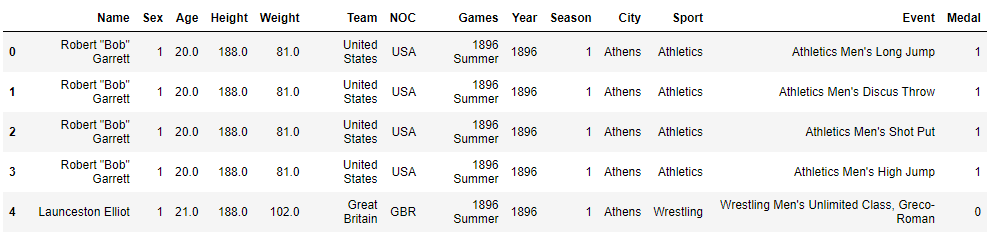 Name Sex Age Height Weight Team NOC Games Year Season City Sport Event Medal
0 Robert "Bob" Garrett 1 20.0 188.0 81.0 United States USA 1896 Summer 1896 1 Athens Athletics Athletics Men's Long Jump 1
1 Robert "Bob" Garrett 1 20.0 188.0 81.0 United States USA 1896 Summer 1896 1 Athens Athletics Athletics Men's Discus Throw 1
2 Robert "Bob" Garrett 1 20.0 188.0 81.0 United States USA 1896 Summer 1896 1 Athens Athletics Athletics Men's Shot Put 1
3 Robert "Bob" Garrett 1 20.0 188.0 81.0 United States USA 1896 Summer 1896 1 Athens Athletics Athletics Men's High Jump 1
4 Launceston Elliot 1 21.0 188.0 102.0 Great Britain GBR 1896 Summer 1896 1 Athens Wrestling Wrestling Men's Unlimited Class, Greco-Roman 0